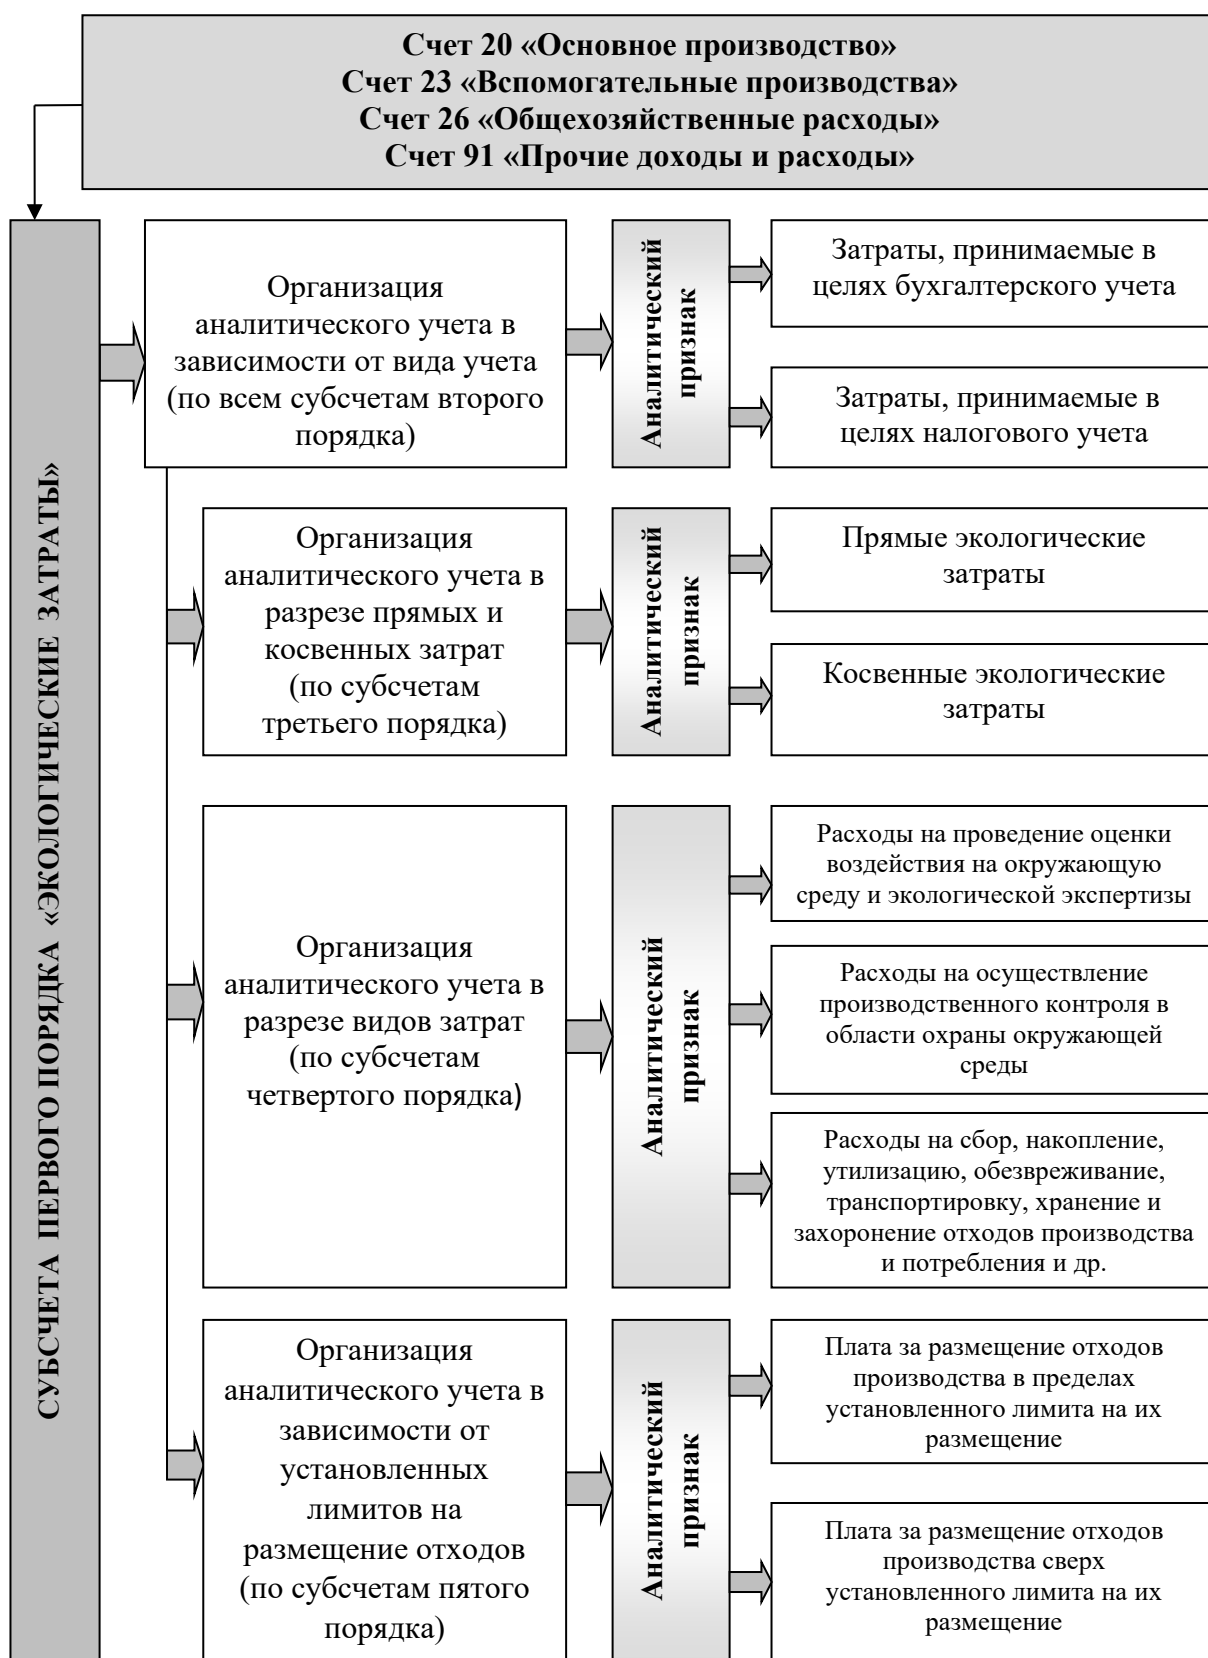 Счет 20 «Основное производство»
Счет 23 «Вспомогательные производства»
Счет 26 «Общехозяйственные расходы»
Счет 91 «Прочие доходы и расходы»
СУБСЧЕТА ПЕРВОГО ПОРЯДКА «ЭКОЛОГИЧЕСКИЕ ЗАТРАТЫ»
Организация
аналитического учета в
зависимости от вида учета
(по всем субсчетам второго
порядка)
Аналитический
признак
Затраты, принимаемые в
целях бухгалтерского учета
Затраты, принимаемые в
целях налогового учета
Организация
аналитического учета в
разрезе прямых и
косвенных затрат
(по субсчетам
третьего порядка)
Аналитический
признак
Прямые экологические
затраты
Косвенные экологические
затраты
Организация
аналитического учета в
разрезе видов затрат
(по субсчетам
четвертого порядка)
Аналитический
признак
Расходы на проведение оценки
воздействия на окружающую
среду и экологической экспертизы
Расходы на осуществление
производственного контроля в
области охраны окружающей
среды
Расходы на сбор, накопление,
утилизацию, обезвреживание,
транспортировку, хранение и
захоронение отходов производства
и потребления и др.
Организация
аналитического учета в
зависимости от
установленных
лимитов на
размещение отходов
(по субсчетам пятого
порядка)
Аналитический
признак
Плата за размещение отходов
производства в пределах
установленного лимита на их
размещение
Плата за размещение отходов
производства сверх
установленного лимита на их
размещение